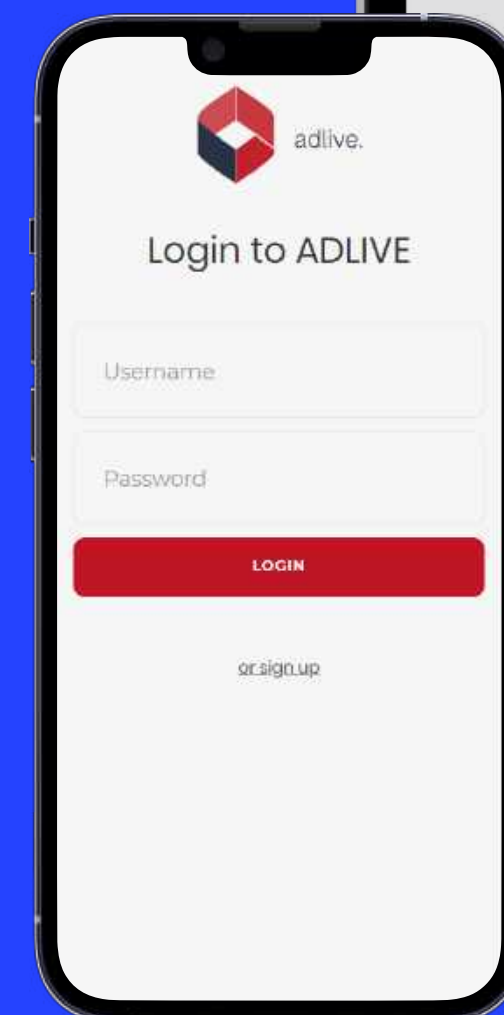 adlive.
Login to ADLIVE
Username
Password
LOGIN
or sign up